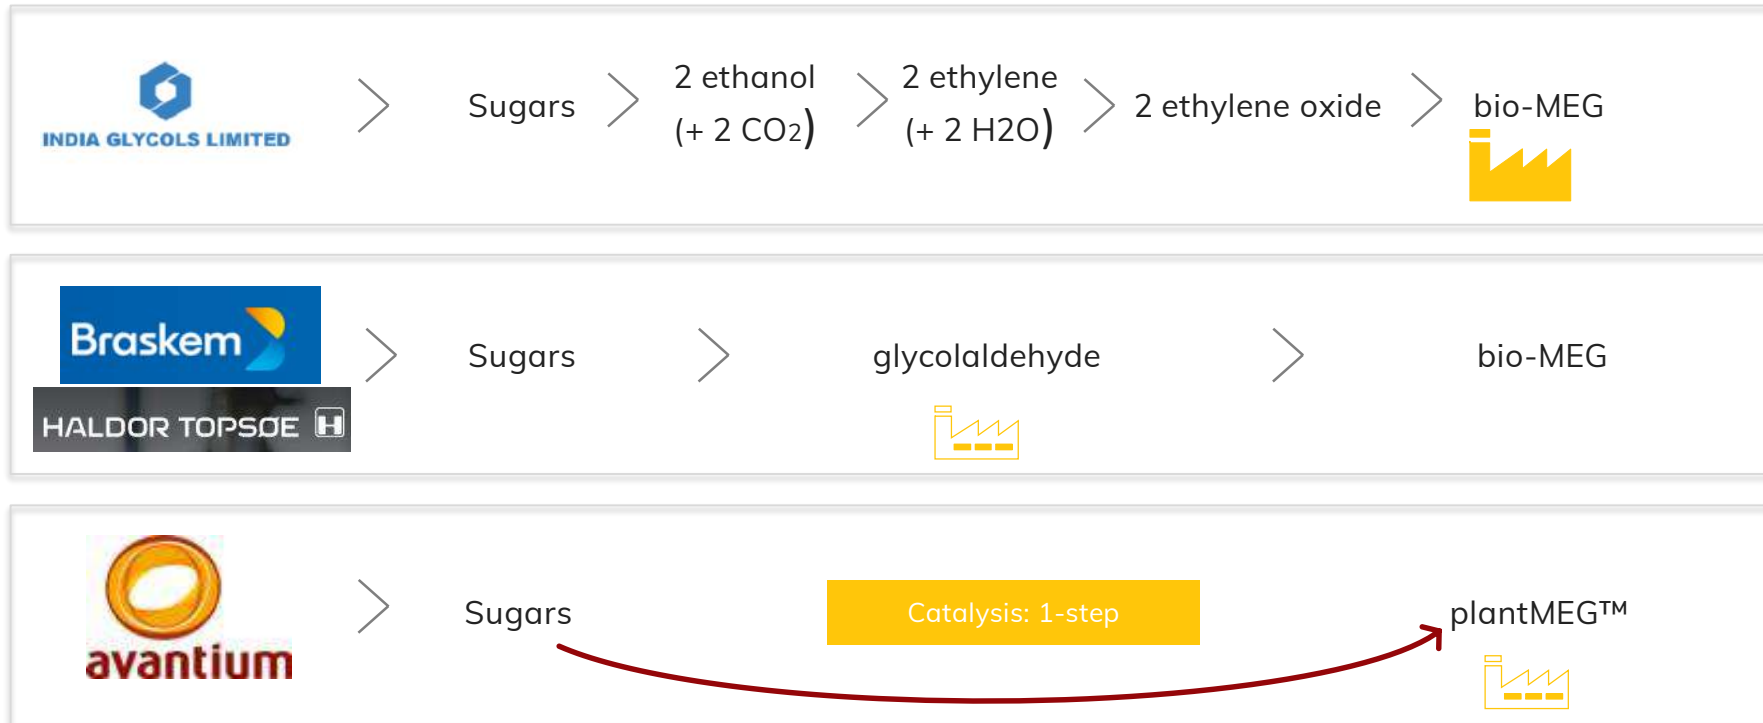 INDIA GLYCOLS LIMITED
Sugars
2 ethanol
(+ 2 CO2)
2 ethylene
(+ 2 H2O)
2 ethylene oxide
bio-MEG
Braskem
HALDOR TOPSØE H
Sugars
glycolaldehyde
bio-MEG
avantium
Sugars
Catalysis: 1-step
plantMEG™